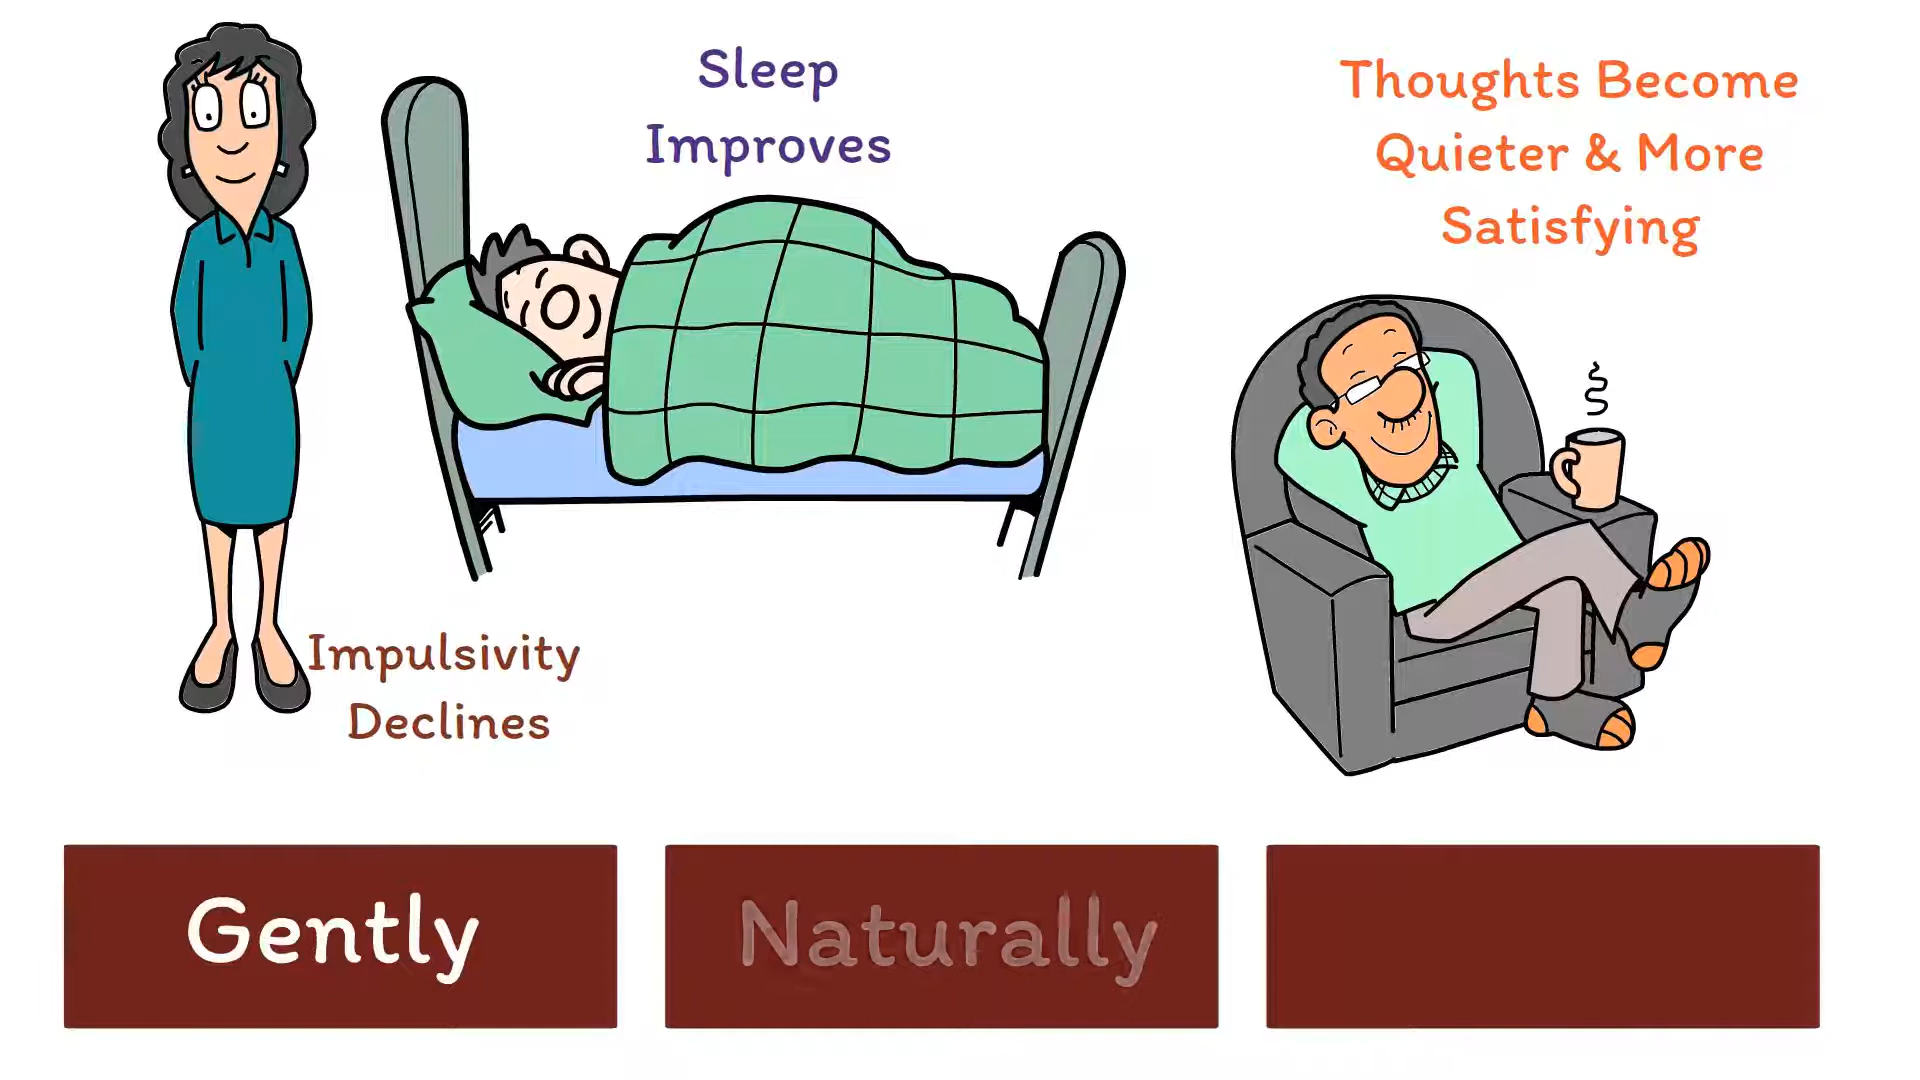 Sleep
Improves
Thoughts Become
Quieter & More
Satisfying
Impulsivity
Declines
Gently
Naturally